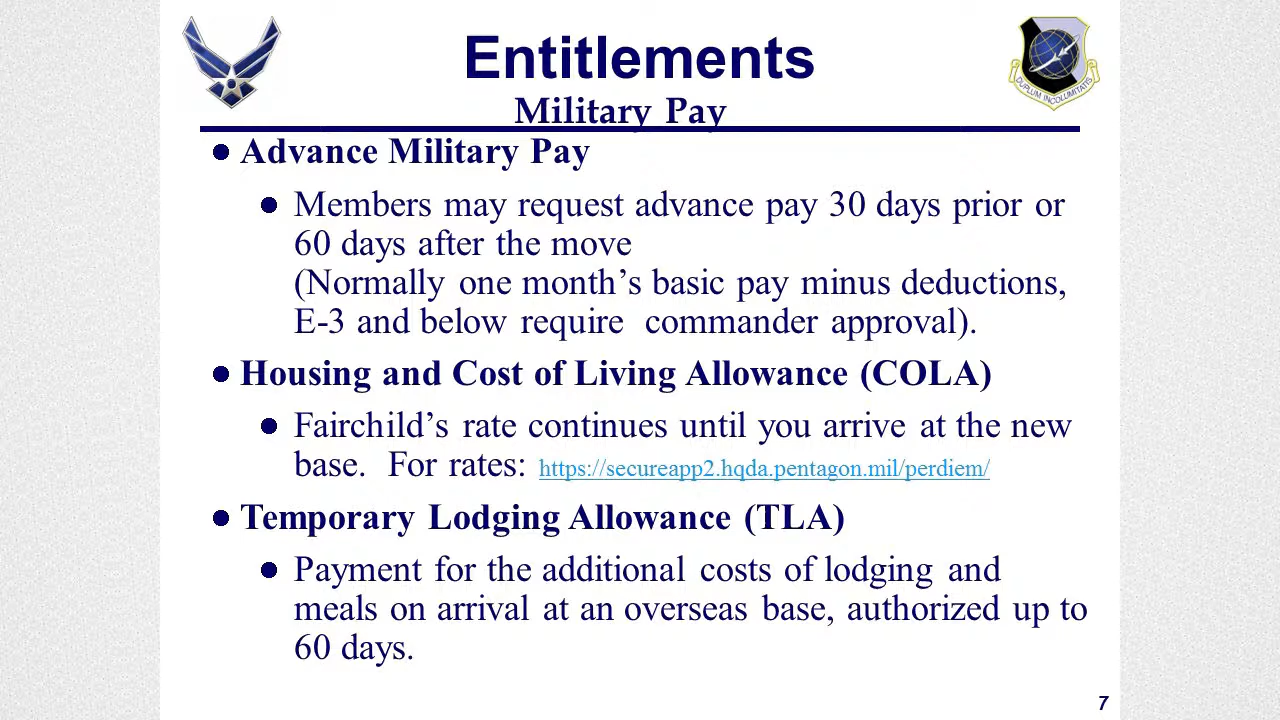 Entitlements
Military Pay
DUPLUM INCOLUMITATIS
● Advance Military Pay
● Members may request advance pay 30 days prior or
60 days after the move
(Normally one month’s basic pay minus deductions,
E-3 and below require  commander approval).
● Housing and Cost of Living Allowance (COLA)
● Fairchild’s rate continues until you arrive at the new
base.  For rates: https://secureapp2.hqda.pentagon.mil/perdiem/
● Temporary Lodging Allowance (TLA)
● Payment for the additional costs of lodging and
meals on arrival at an overseas base, authorized up to
60 days.
7